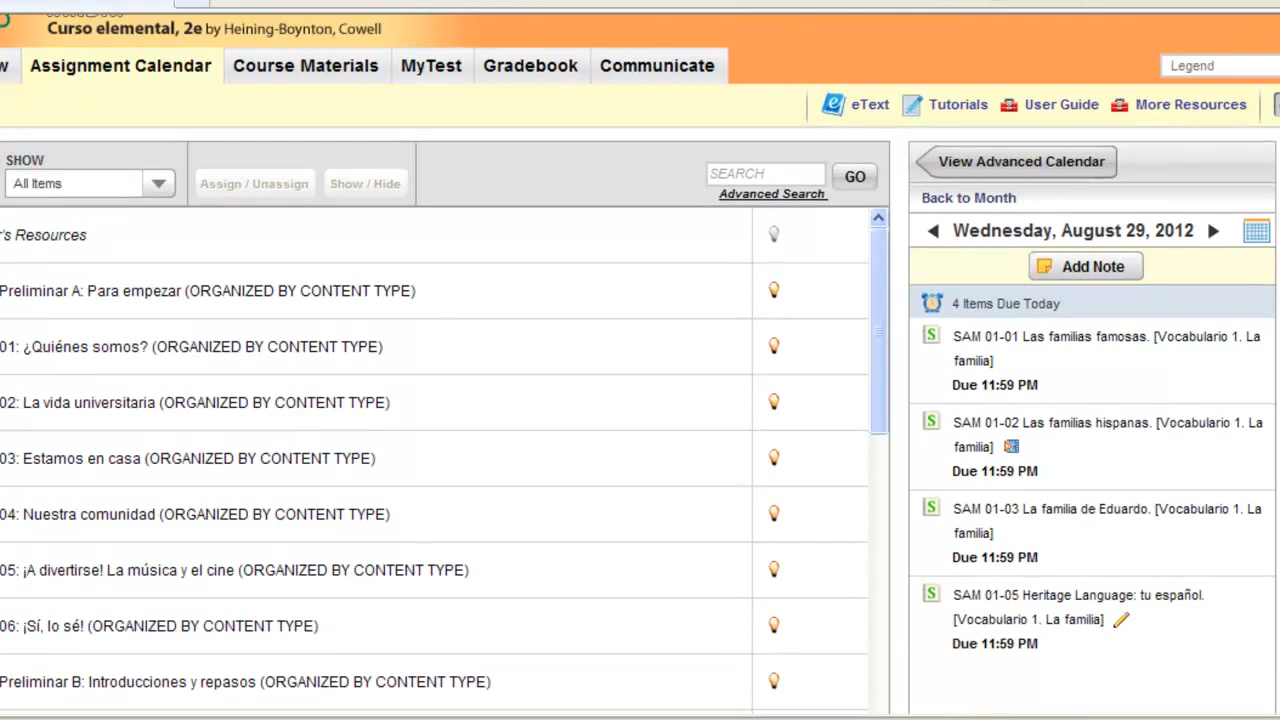 Curso elemental, 2e by Heining-Boynton, Cowell
w Assignment Calendar Course Materials MyTest Gradebook Communicate
Legend
eText Tutorials User Guide More Resources
SHOW
All Items
Assign / Unassign Show / Hide
SEARCH GO
Advanced Search
r's Resources
Preliminar A: Para empezar (ORGANIZED BY CONTENT TYPE)
01: ¿Quiénes somos? (ORGANIZED BY CONTENT TYPE)
02: La vida universitaria (ORGANIZED BY CONTENT TYPE)
03: Estamos en casa (ORGANIZED BY CONTENT TYPE)
04: Nuestra comunidad (ORGANIZED BY CONTENT TYPE)
05: ¡A divertirse! La música y el cine (ORGANIZED BY CONTENT TYPE)
06: ¡Sí, lo sé! (ORGANIZED BY CONTENT TYPE)
Preliminar B: Introducciones y repasos (ORGANIZED BY CONTENT TYPE)
View Advanced Calendar
Back to Month
Wednesday, August 29, 2012
Add Note
4 Items Due Today
SAM 01-01 Las familias famosas. [Vocabulario 1. La
familia]
Due 11:59 PM
SAM 01-02 Las familias hispanas. [Vocabulario 1. La
familia]
Due 11:59 PM
SAM 01-03 La familia de Eduardo. [Vocabulario 1. La
familia]
Due 11:59 PM
SAM 01-05 Heritage Language: tu español.
[Vocabulario 1. La familia]
Due 11:59 PM